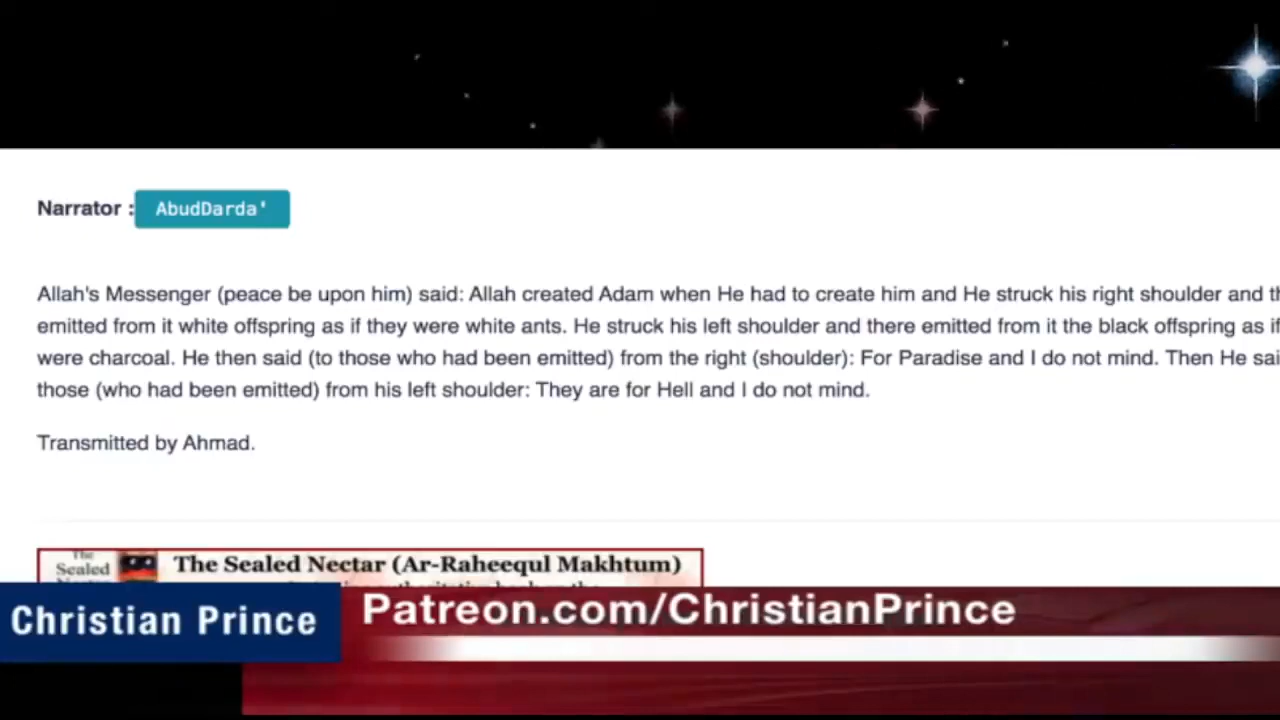 Narrator : AbudDarda'
Allah's Messenger (peace be upon him) said: Allah created Adam when He had to create him and He struck his right shoulder and
emitted from it white offspring as if they were white ants. He struck his left shoulder and there emitted from it the black offspring as
were charcoal. He then said (to those who had been emitted) from the right (shoulder): For Paradise and I do not mind. Then He
those (who had been emitted) from his left shoulder: They are for Hell and I do not mind.
Transmitted by Ahmad.
The
Sealed
The Sealed Nectar (Ar-Raheequl Makhtum)
Christian Prince
Patreon.com/ChristianPrince